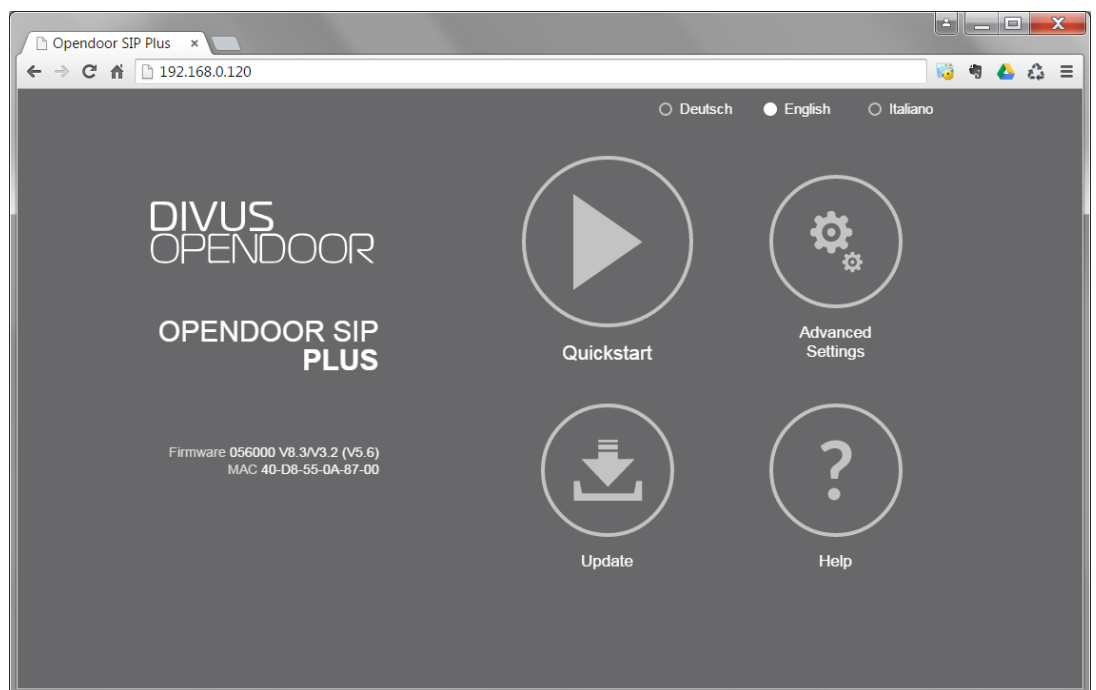 Opendoor SIP Plus
192.168.0.120
Deutsch English Italiano
DIVUS
OPENDOOR
OPENDOOR SIP
PLUS
Firmware 056000 V8.3/V3.2 (V5.6)
MAC 40-D8-55-0A-87-00
Quickstart
Advanced
Settings
Update
?
Help